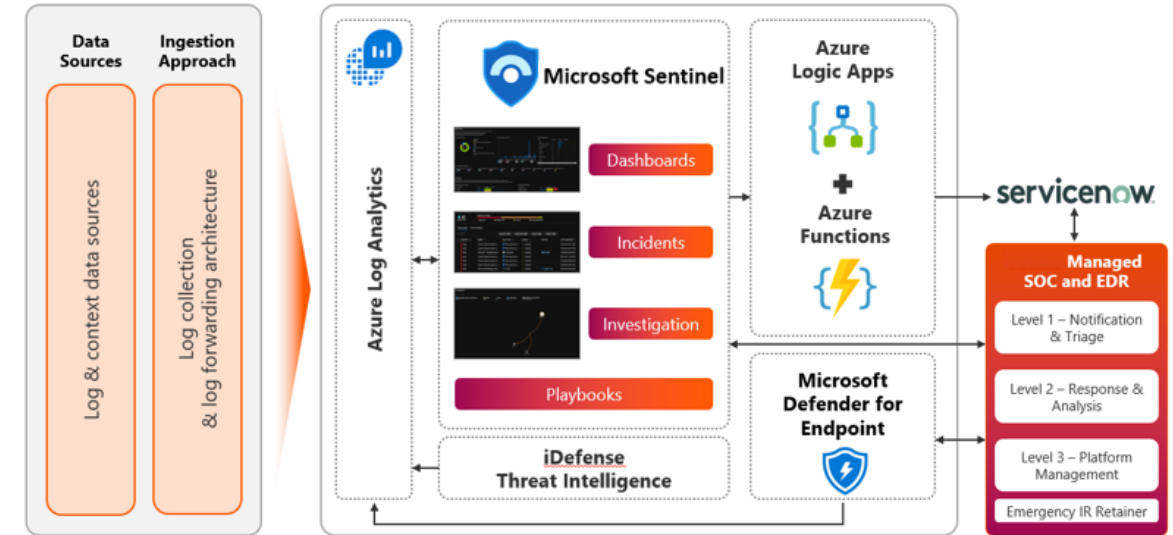 Data
Sources
Ingestion
Approach
Log & context data sources
Log collection
& log forwarding architecture
Azure Log Analytics
Microsoft Sentinel
Dashboards
Incidents
Investigation
Playbooks
iDefense
Threat Intelligence
Azure
Logic Apps
Azure
Functions
Microsoft
Defender for
Endpoint
servicenow
Managed
SOC and EDR
Level 1 – Notification
& Triage
Level 2 – Response &
Analysis
Level 3 – Platform
Management
Emergency IR Retainer